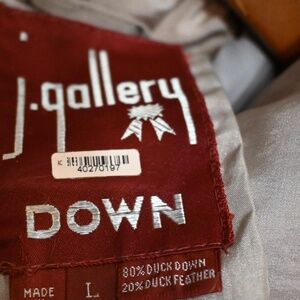 j.gallery
40270197
DOWN
80% DUCK DOWN
20% DUCK FEATHER
MADE
L